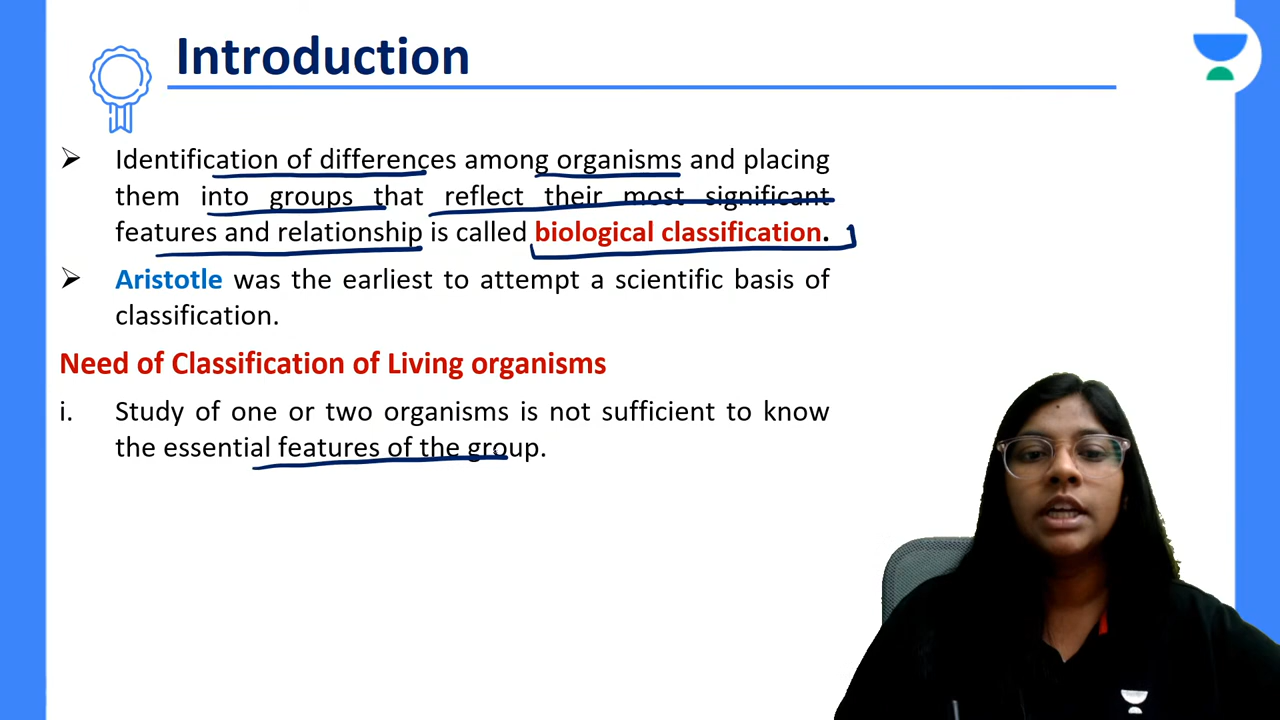 Introduction
➢ Identification of differences among organisms and placing
them into groups that reflect their most significant
features and relationship is called biological classification.
➢ Aristotle was the earliest to attempt a scientific basis of
classification.
Need of Classification of Living organisms
i. Study of one or two organisms is not sufficient to know
the essential features of the group.